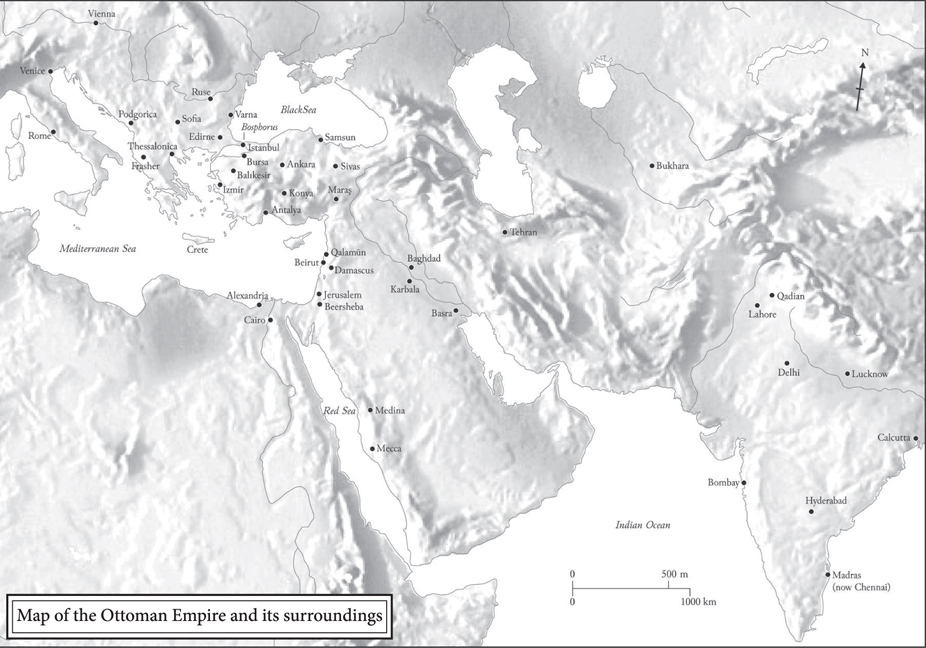 Vienna
Venice
Ruse
BlackSea
Podgorica
Sofia
Varna
Rome
Edirne
Bosphorus
Samsun
Thessalonica
Istanbul
Frasher
Bursa
Ankara
Sivas
Bukhara
Balıkesir
Izmir
Konya
Maraş
Antalya
Tehran
Mediterranean Sea
Crete
Qalamūn
Beirut
Damascus
Baghdad
Karbala
Alexandria
Jerusalem
Beersheba
Basra
Cairo
Qadian
Lahore
Delhi
Lucknow
Red Sea
Medina
Mecca
Calcutta
Bombay
Hyderabad
Indian Ocean
Madras
(now Chennai)
N
0 500 m
0 1000 km
Map of the Ottoman Empire and its surroundings